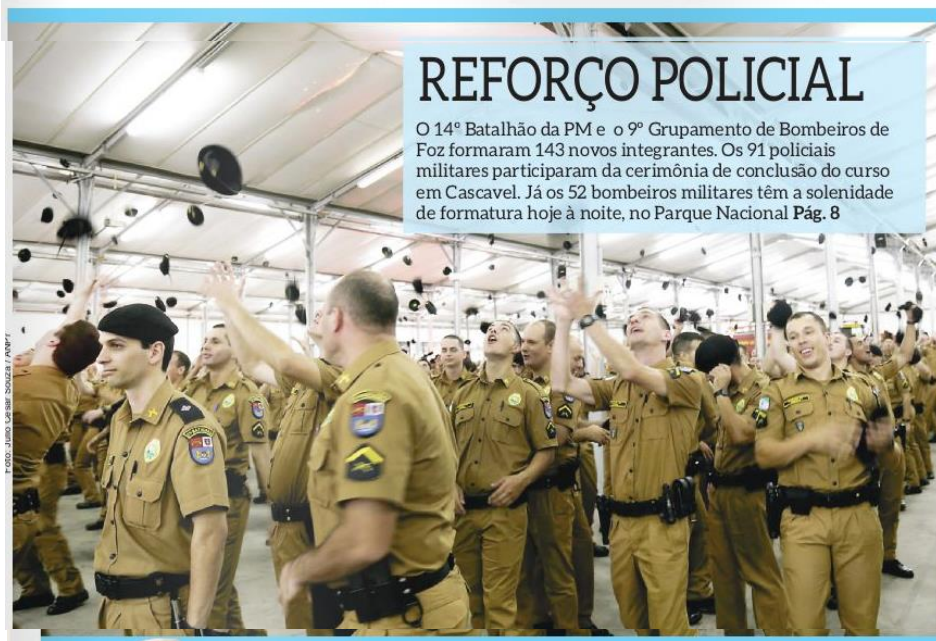 REFORÇO POLICIAL
O 14º Batalhão da PM e o 9º Grupamento de Bombeiros de
Foz formaram 143 novos integrantes. Os 91 policiais
militares participaram da cerimônia de conclusão do curso
em Cascavel. Já os 52 bombeiros militares têm a solenidade
de formatura hoje à noite, no Parque Nacional Pág. 8
Foto: Júlio César Souza / ANPr